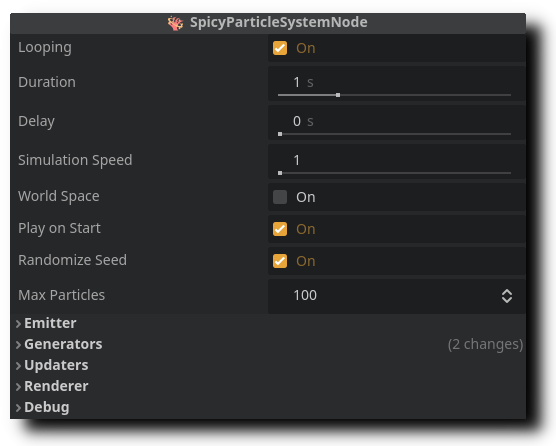 SpicyParticleSystemNode
Looping On
Duration 1 s
Delay 0 s
Simulation Speed 1
World Space On
Play on Start On
Randomize Seed On
Max Particles 100
Emitter
Generators (2 changes)
Updaters
Renderer
Debug